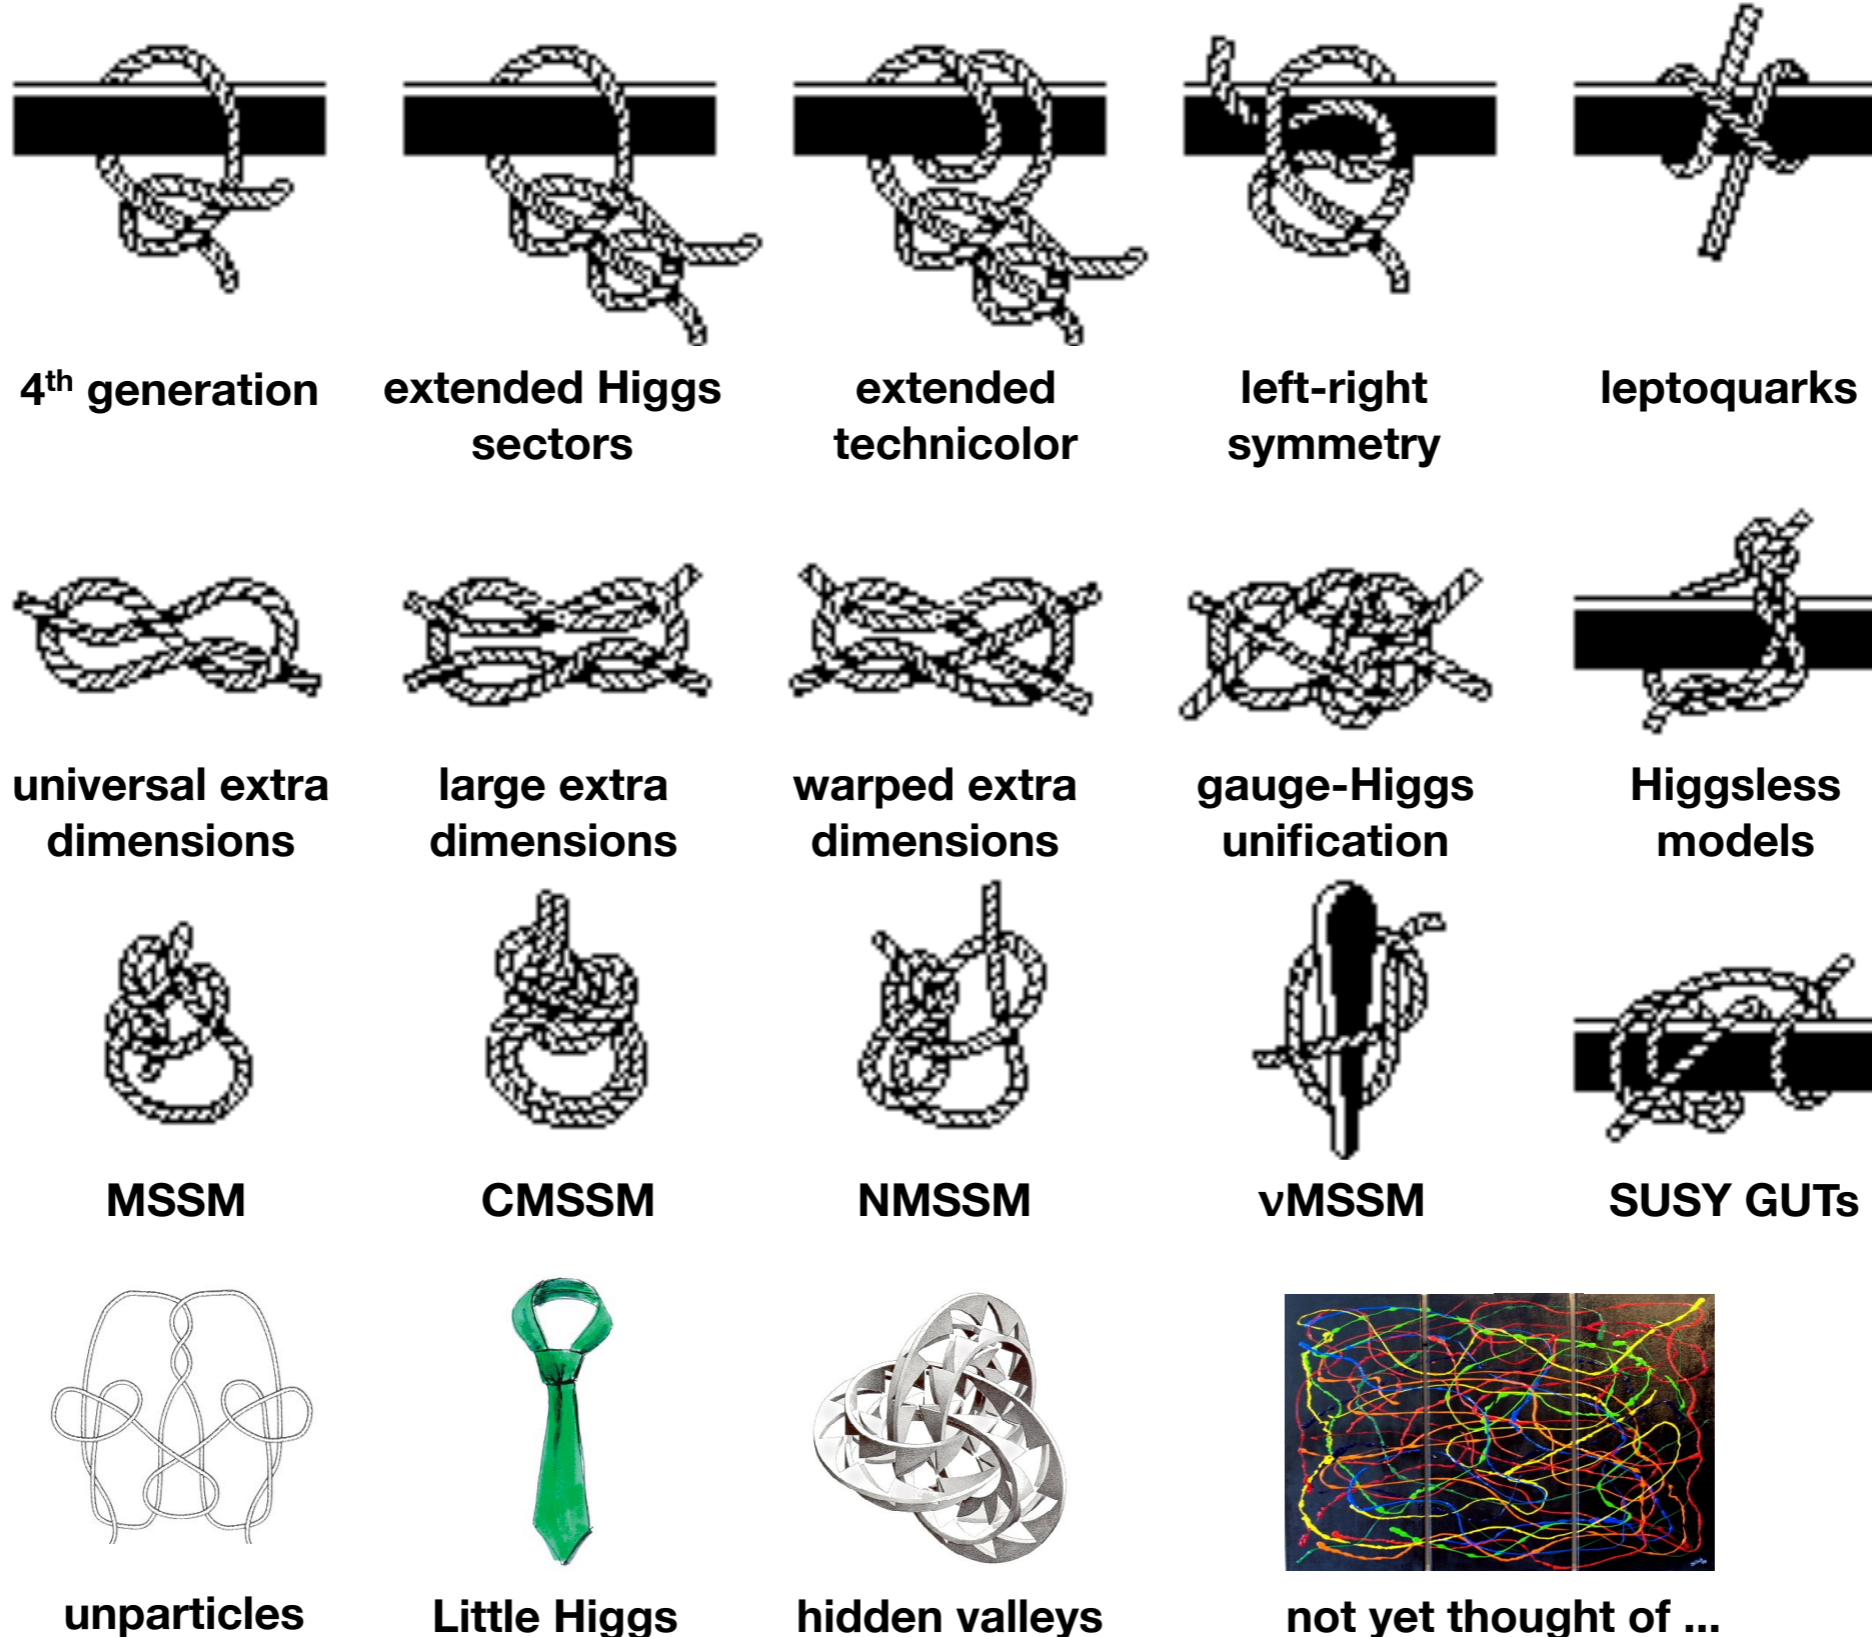 4th generation
extended Higgs
sectors
extended
technicolor
left-right
symmetry
leptoquarks
universal extra
dimensions
large extra
dimensions
warped extra
dimensions
gauge-Higgs
unification
Higgsless
models
MSSM
CMSSM
NMSSM
νMSSM
SUSY GUTs
unparticles
Little Higgs
hidden valleys
not yet thought of ...